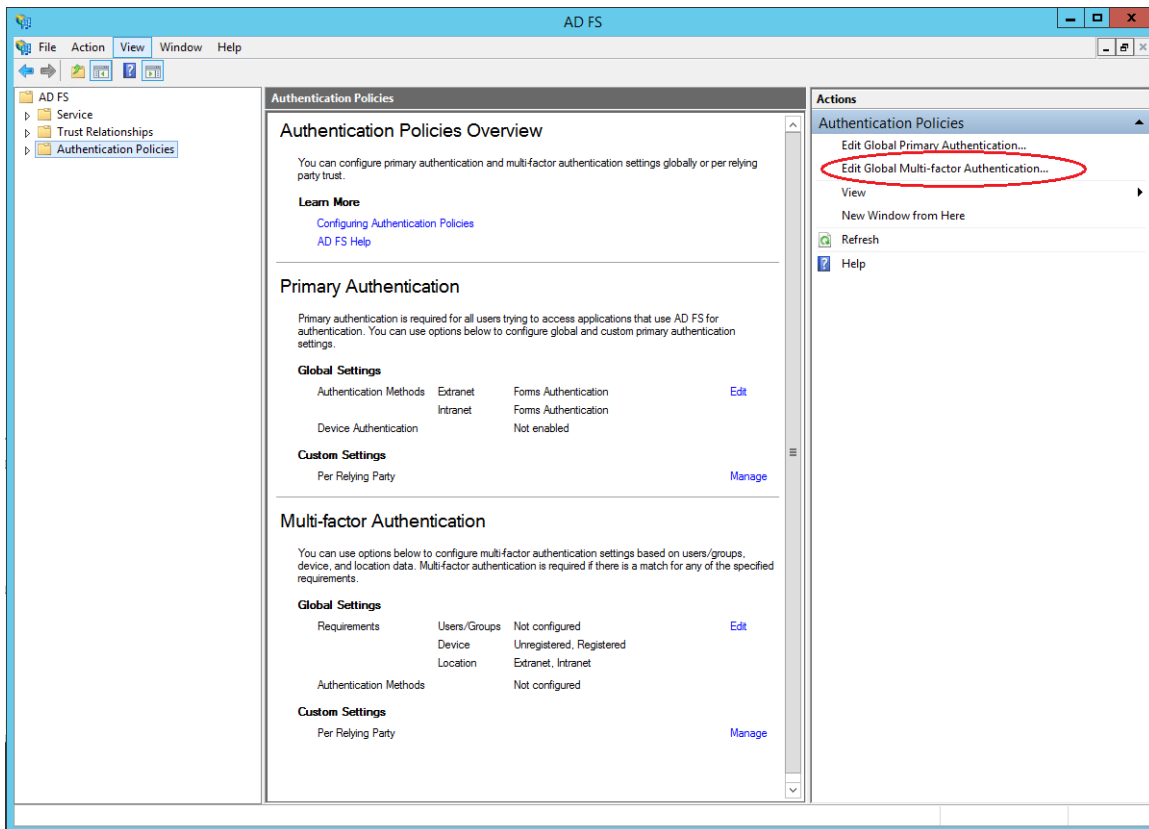 AD FS
File Action View Window Help
AD FS
Service
Trust Relationships
Authentication Policies
Authentication Policies
Authentication Policies Overview
You can configure primary authentication and multi-factor authentication settings globally or per relying
party trust.
Learn More
Configuring Authentication Policies
AD FS Help
Primary Authentication
Primary authentication is required for all users trying to access applications that use AD FS for
authentication. You can use options below to configure global and custom primary authentication
settings.
Global Settings
Authentication Methods Extranet Forms Authentication Edit
Intranet Forms Authentication
Device Authentication Not enabled
Custom Settings
Per Relying Party Manage
Multi-factor Authentication
You can use options below to configure multi-factor authentication settings based on users/groups,
device, and location data. Multi-factor authentication is required if there is a match for any of the specified
requirements.
Global Settings
Requirements Users/Groups Not configured Edit
Device Unregistered, Registered
Location Extranet, Intranet
Authentication Methods Not configured
Custom Settings
Per Relying Party Manage
Actions
Authentication Policies
Edit Global Primary Authentication...
Edit Global Multi-factor Authentication...
View
New Window from Here
Refresh
Help